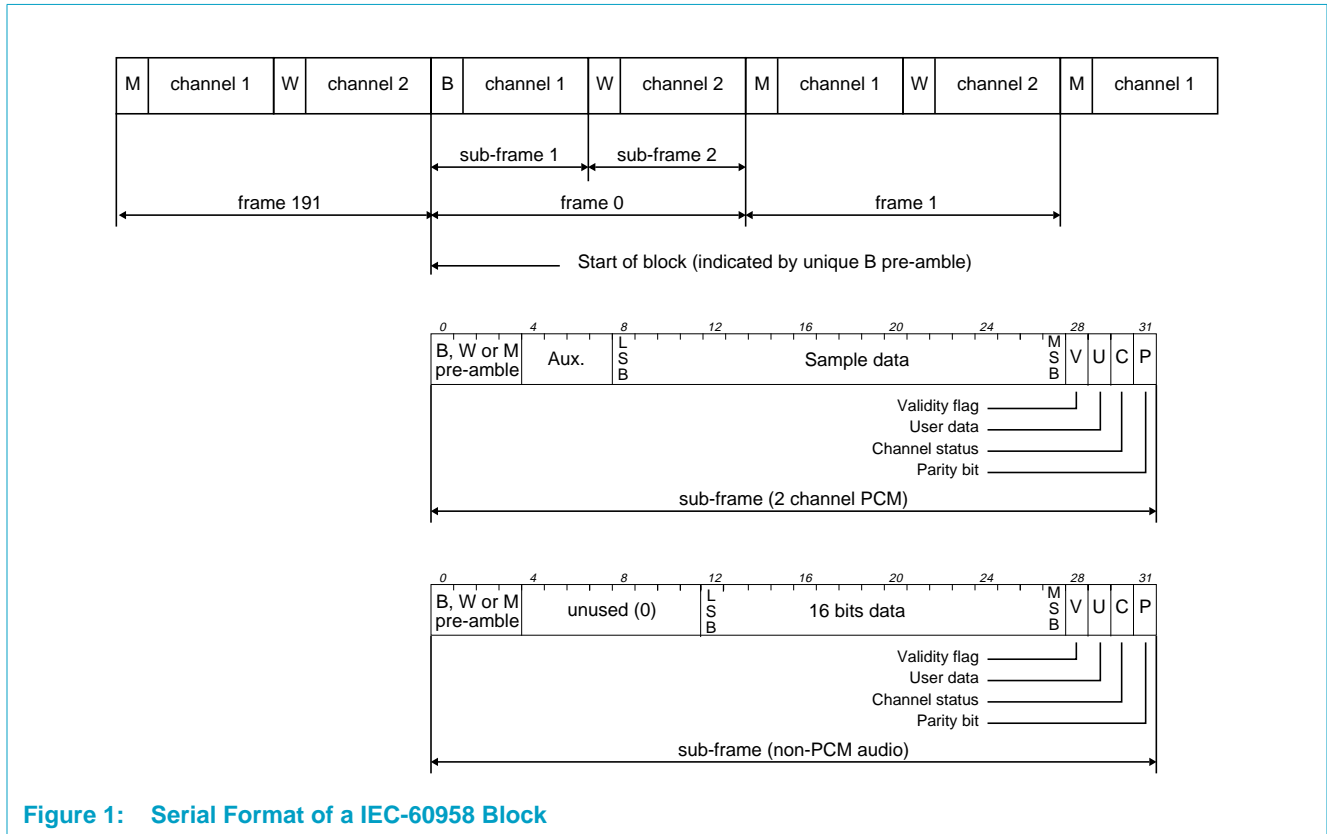 M channel 1 W channel 2 B channel 1 W channel 2 M channel 1 W channel 2 M channel 1
sub-frame 1 sub-frame 2
frame 191 frame 0 frame 1
Start of block (indicated by unique B pre-amble)
0 4 8 12 16 20 24 28 31
B, W or M pre-amble Aux. LSB Sample data MSB V U C P
Validity flag
User data
Channel status
Parity bit
sub-frame (2 channel PCM)
0 4 8 12 16 20 24 28 31
B, W or M pre-amble unused (0) LSB 16 bits data MSB V U C P
Validity flag
User data
Channel status
Parity bit
sub-frame (non-PCM audio)
Figure 1: Serial Format of a IEC-60958 Block